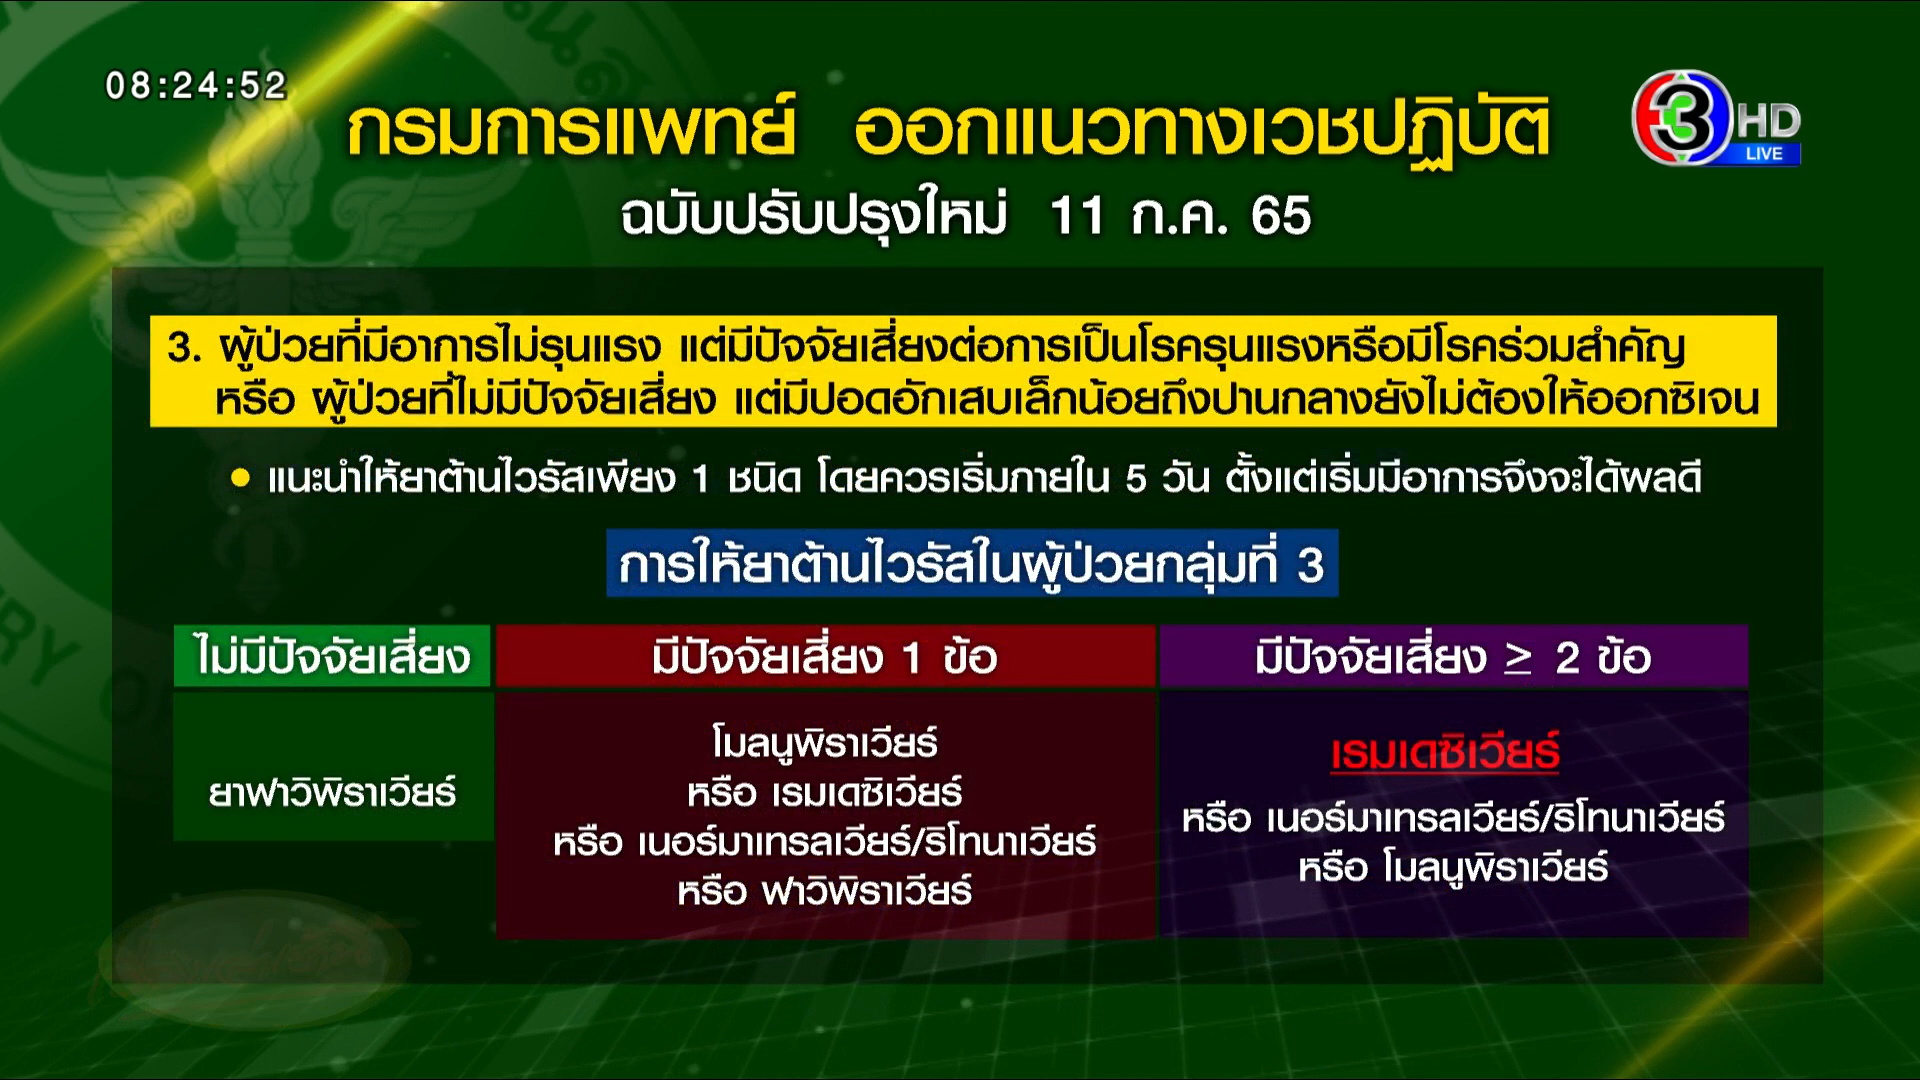 08:24:52
กรมการแพทย์ ออกแนวทางเวชปฏิบัติ
3 HD
LIVE
ฉบับปรับปรุงใหม่ 11 ก.ค. 65
3. ผู้ป่วยที่มีอาการไม่รุนแรง แต่มีปัจจัยเสี่ยงต่อการเป็นโรครุนแรงหรือมีโรคร่วมสำคัญ
หรือ ผู้ป่วยที่ไม่มีปัจจัยเสี่ยง แต่มีปอดอักเสบเล็กน้อยถึงปานกลางยังไม่ต้องให้ออกซิเจน
• แนะนำให้ยาต้านไวรัสเพียง 1 ชนิด โดยควรเริ่มภายใน 5 วัน ตั้งแต่เริ่มมีอาการจึงจะได้ผลดี
การให้ยาต้านไวรัสในผู้ป่วยกลุ่มที่ 3
ไม่มีปัจจัยเสี่ยง
ยาฟาวิพิราเวียร์
มีปัจจัยเสี่ยง 1 ข้อ
โมลนูพิราเวียร์
หรือ เรมเดซิเวียร์
หรือ เนอร์มาเทรลเวียร์/ริโทนาเวียร์
หรือ ฟาวิพิราเวียร์
มีปัจจัยเสี่ยง ≥ 2 ข้อ
เรมเดซิเวียร์
หรือ เนอร์มาเทรลเวียร์/ริโทนาเวียร์
หรือ โมลนูพิราเวียร์